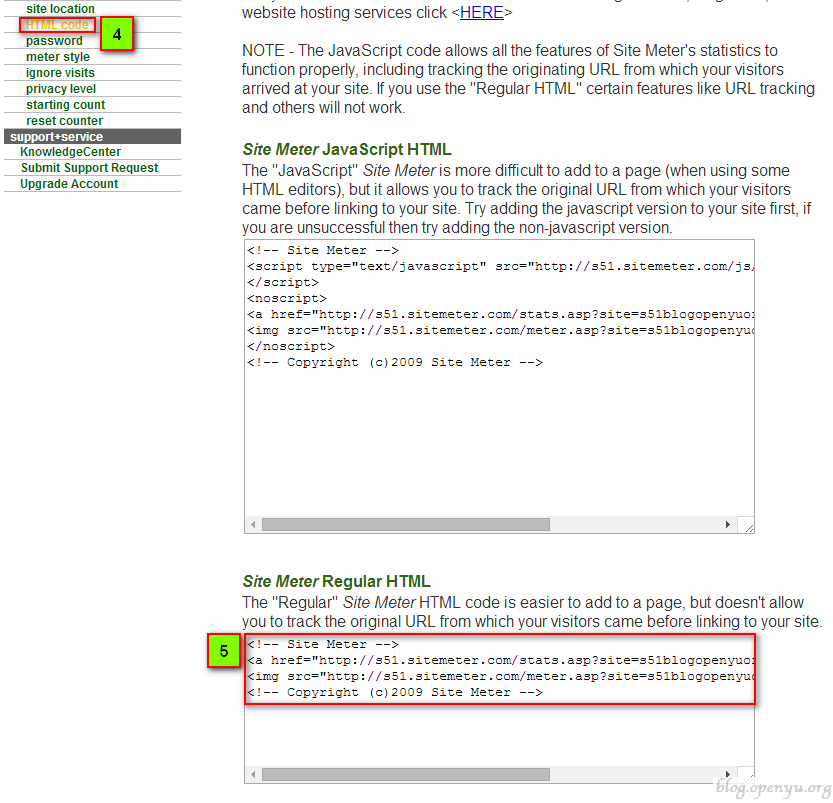 site location
HTML code
4
password
meter style
ignore visits
privacy level
starting count
reset counter
support+service
KnowledgeCenter
Submit Support Request
Upgrade Account
website hosting services click <HERE>
NOTE - The JavaScript code allows all the features of Site Meter's statistics to
function properly, including tracking the originating URL from which your visitors
arrived at your site. If you use the "Regular HTML" certain features like URL tracking
and others will not work.
Site Meter JavaScript HTML
The "JavaScript" Site Meter is more difficult to add to a page (when using some
HTML editors), but it allows you to track the original URL from which your visitors
came before linking to your site. Try adding the javascript version to your site first, if
you are unsuccessful then try adding the non-javascript version.
<!-- Site Meter -->
<script type="text/javascript" src="http://s51.sitemeter.com/js/
</script>
<noscript>
<a href="http://s51.sitemeter.com/stats.asp?site=s51blogopenyuor
<img src="http://s51.sitemeter.com/meter.asp?site=s51blogopenyuo
</noscript>
<!-- Copyright (c)2009 Site Meter -->
Site Meter Regular HTML
The "Regular" Site Meter HTML code is easier to add to a page, but doesn't allow
you to track the original URL from which your visitors came before linking to your site.
5
<!-- Site Meter -->
<a href="http://s51.sitemeter.com/stats.asp?site=s51blogopenyuor
<img src="http://s51.sitemeter.com/meter.asp?site=s51blogopenyuo
<!-- Copyright (c)2009 Site Meter -->
blog.openyu.org